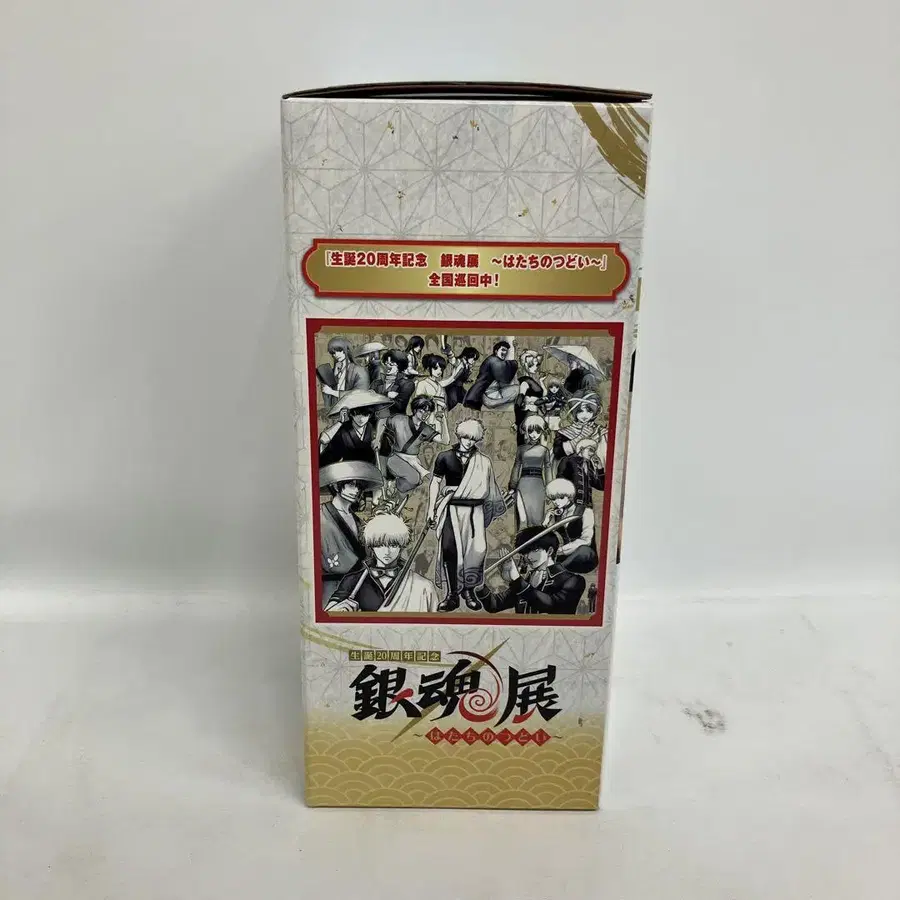 『生誕20周年記念　銀魂展　～はたちのつどい～』
全国巡回中！
生誕20周年記念
銀魂展
～はたちのつどい～